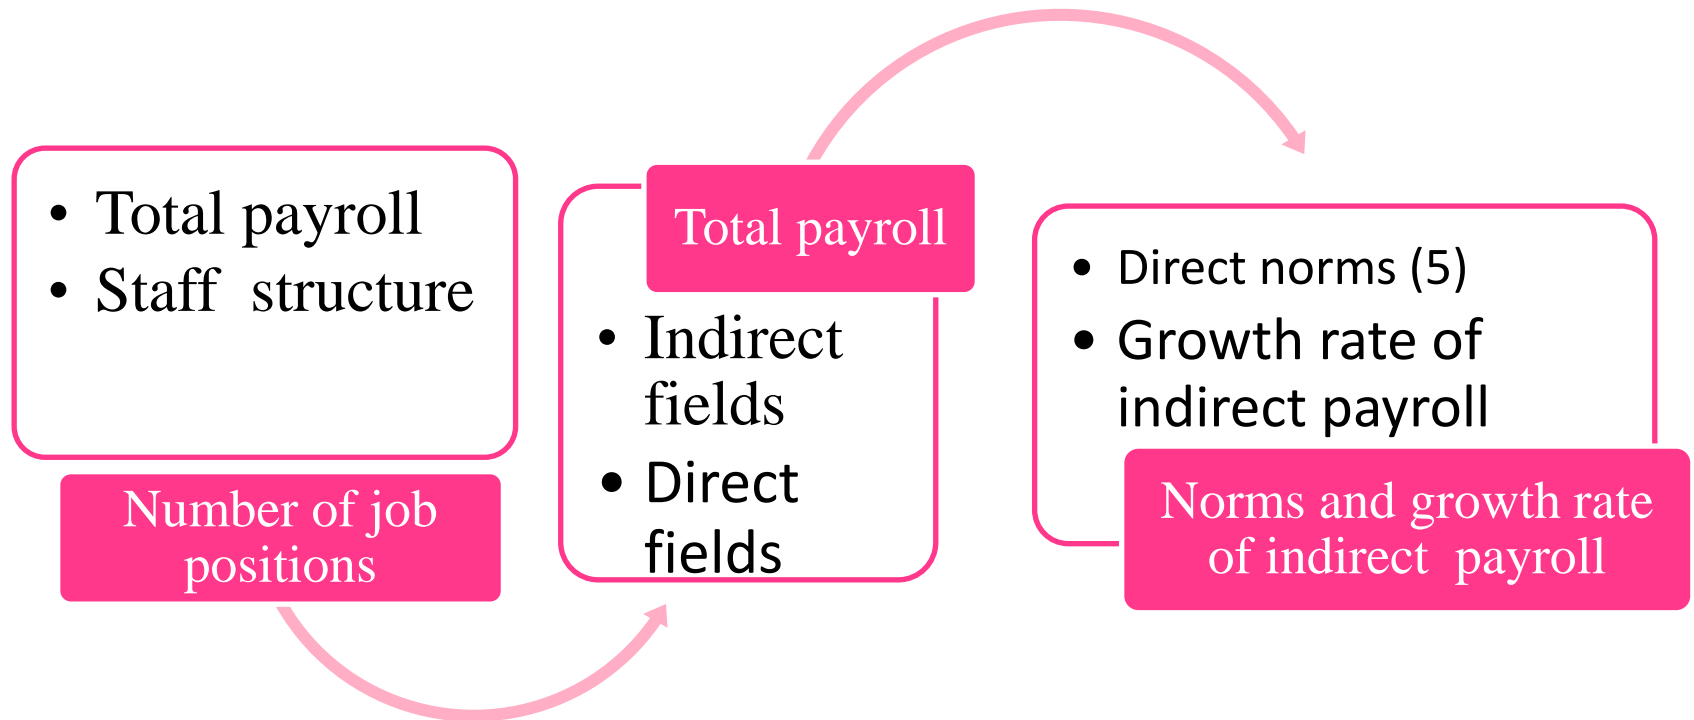 • Total payroll
• Staff  structure
Number of job
positions
Total payroll
• Indirect
fields
• Direct
fields
• Direct norms (5)
• Growth rate of
indirect payroll
Norms and growth rate
of indirect  payroll